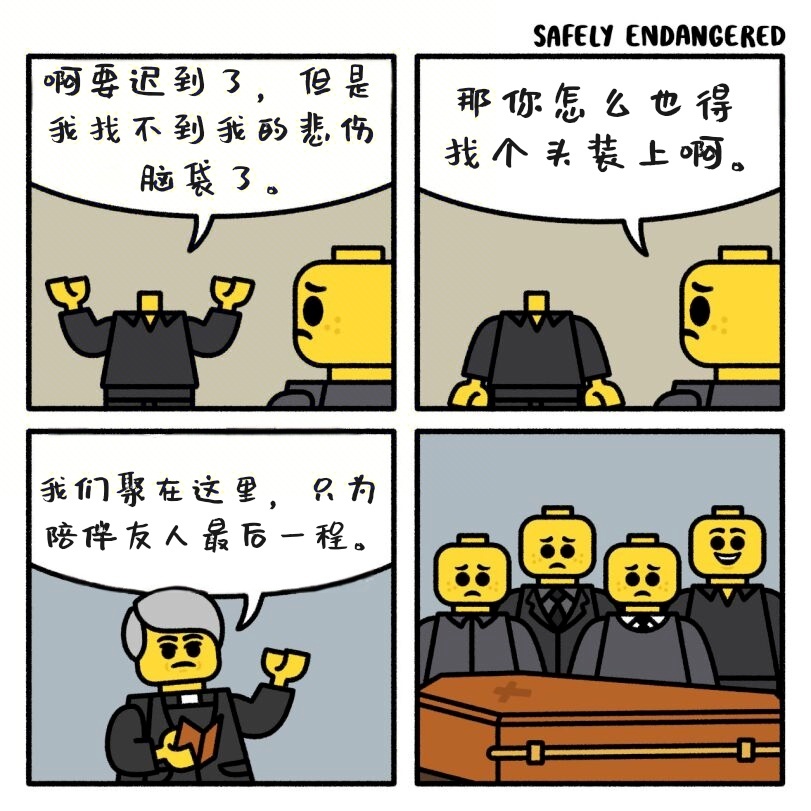 SAFELY ENDANGERED
啊要迟到了，但是
我找不到我的悲伤
脑袋了。
那你怎么也得
找个头装上啊。
我们聚在这里，只为
陪伴友人最后一程。